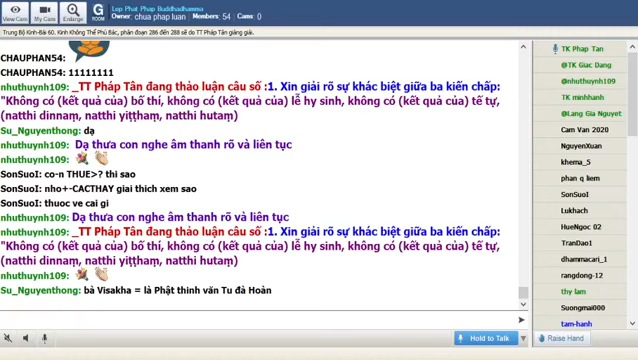 View Cam
My Cam
Enlarge
G
ROOM
Lep Phat Phap Buddhadhamma
Owner: chua phap luan Members: 54 Cams: 0
Trung Bộ Kinh-Bài 60. Kinh Không Thể Phủ Bác, phân đoạn 286 đến 288 sẽ do TT Pháp Tân giảng giải.
CHAUPHAN54:
CHAUPHAN54: 11111111
nhuthuynh109: _TT Pháp Tân đang thảo luận câu số :1. Xin giải rõ sự khác biệt giữa ba kiến chấp:
"Không có (kết quả của) bố thí, không có (kết quả của) lễ hy sinh, không có (kết quả của) tế tự,
(natthi dinnaṃ, natthi yiṭṭhaṃ, natthi hutaṃ)
Su_Nguyenthong: dạ
nhuthuynh109: Dạ thưa con nghe âm thanh rõ và liên tục
nhuthuynh109:
SonSuoI: co-n THUE>? thi sao
SonSuoI: nho+-CACTHAY giai thich xem sao
SonSuoI: thuoc ve cai gi
nhuthuynh109: Dạ thưa con nghe âm thanh rõ và liên tục
nhuthuynh109: _TT Pháp Tân đang thảo luận câu số :1. Xin giải rõ sự khác biệt giữa ba kiến chấp:
"Không có (kết quả của) bố thí, không có (kết quả của) lễ hy sinh, không có (kết quả của) tế tự,
(natthi dinnaṃ, natthi yiṭṭhaṃ, natthi hutaṃ)
nhuthuynh109:
Su_Nguyenthong: bà Visakha = là Phật thinh văn Tu đà Hoàn
Hold to Talk
TK Phap Tan
@TK Giac Dang
@nhuthuynh109
TK minhhanh
@Lang Gia Nguyet
Cam Van 2020
NguyenXuan
khema_5
phan q liem
SonSuoI
Lukhach
HueNgoc 02
TranDao1
dhammacari_1
rangdong-12
thy lam
Suongmai000
tam-hanh
Raise Hand